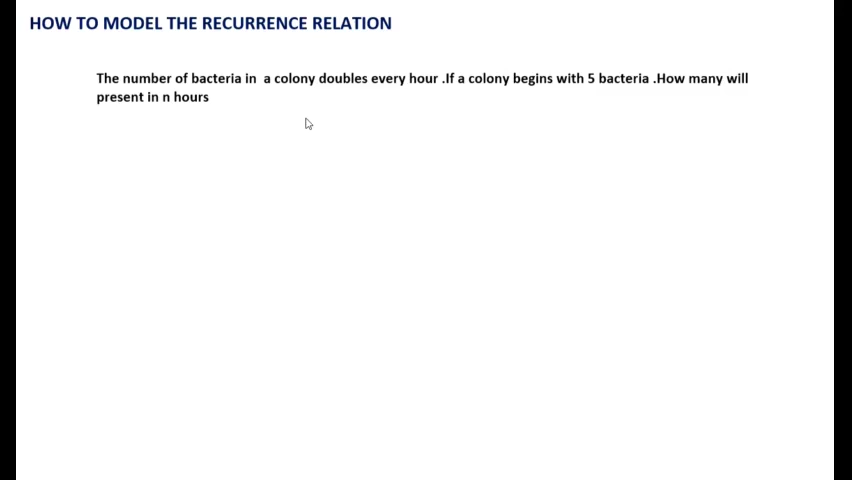 HOW TO MODEL THE RECURRENCE RELATION
The number of bacteria in a colony doubles every hour .If a colony begins with 5 bacteria .How many will
present in n hours